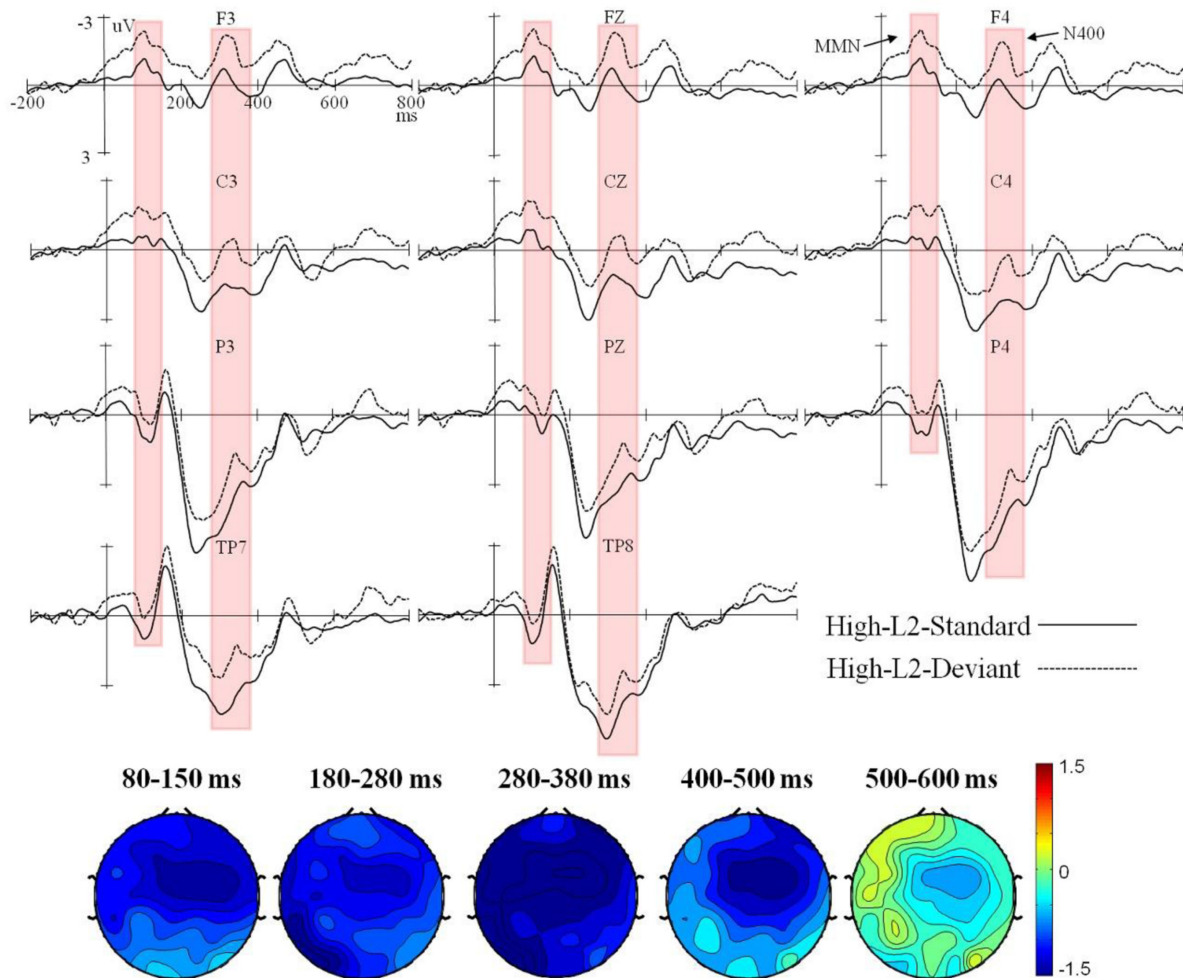 -3
uV
F3
FZ
F4
MMN
N400
-200
200
400
600
800
ms
3
C3
CZ
C4
P3
PZ
P4
TP7
TP8
High-L2-Standard
High-L2-Deviant
80-150 ms
180-280 ms
280-380 ms
400-500 ms
500-600 ms
1.5
0
-1.5